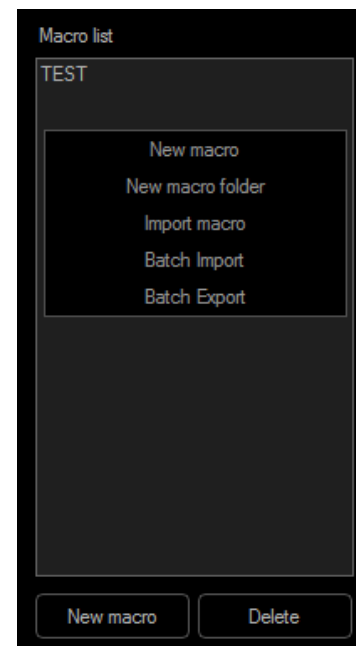 Macro list
TEST
New macro
New macro folder
Import macro
Batch Import
Batch Export
New macro
Delete